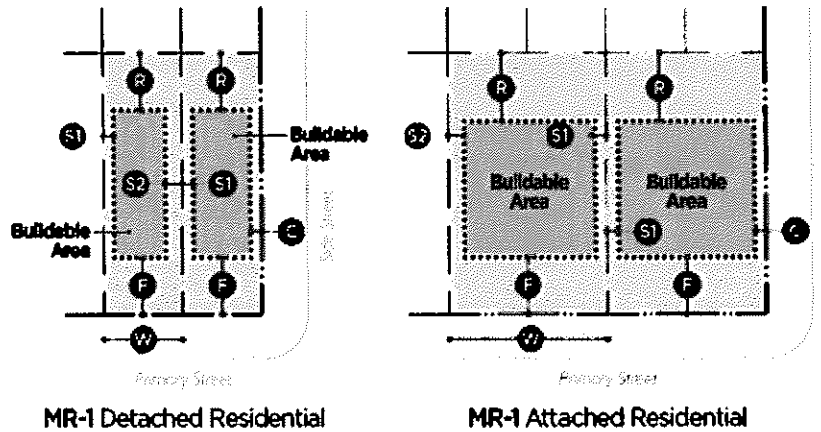 R R R R
S1 S2 S1
Buildable
Area
S2 S1 Buildable
Area
Buildable
Area
Buildable
Area
C S1 C
F F F F
W W
Primary Street Primary Street
MR-1 Detached Residential MR-1 Attached Residential